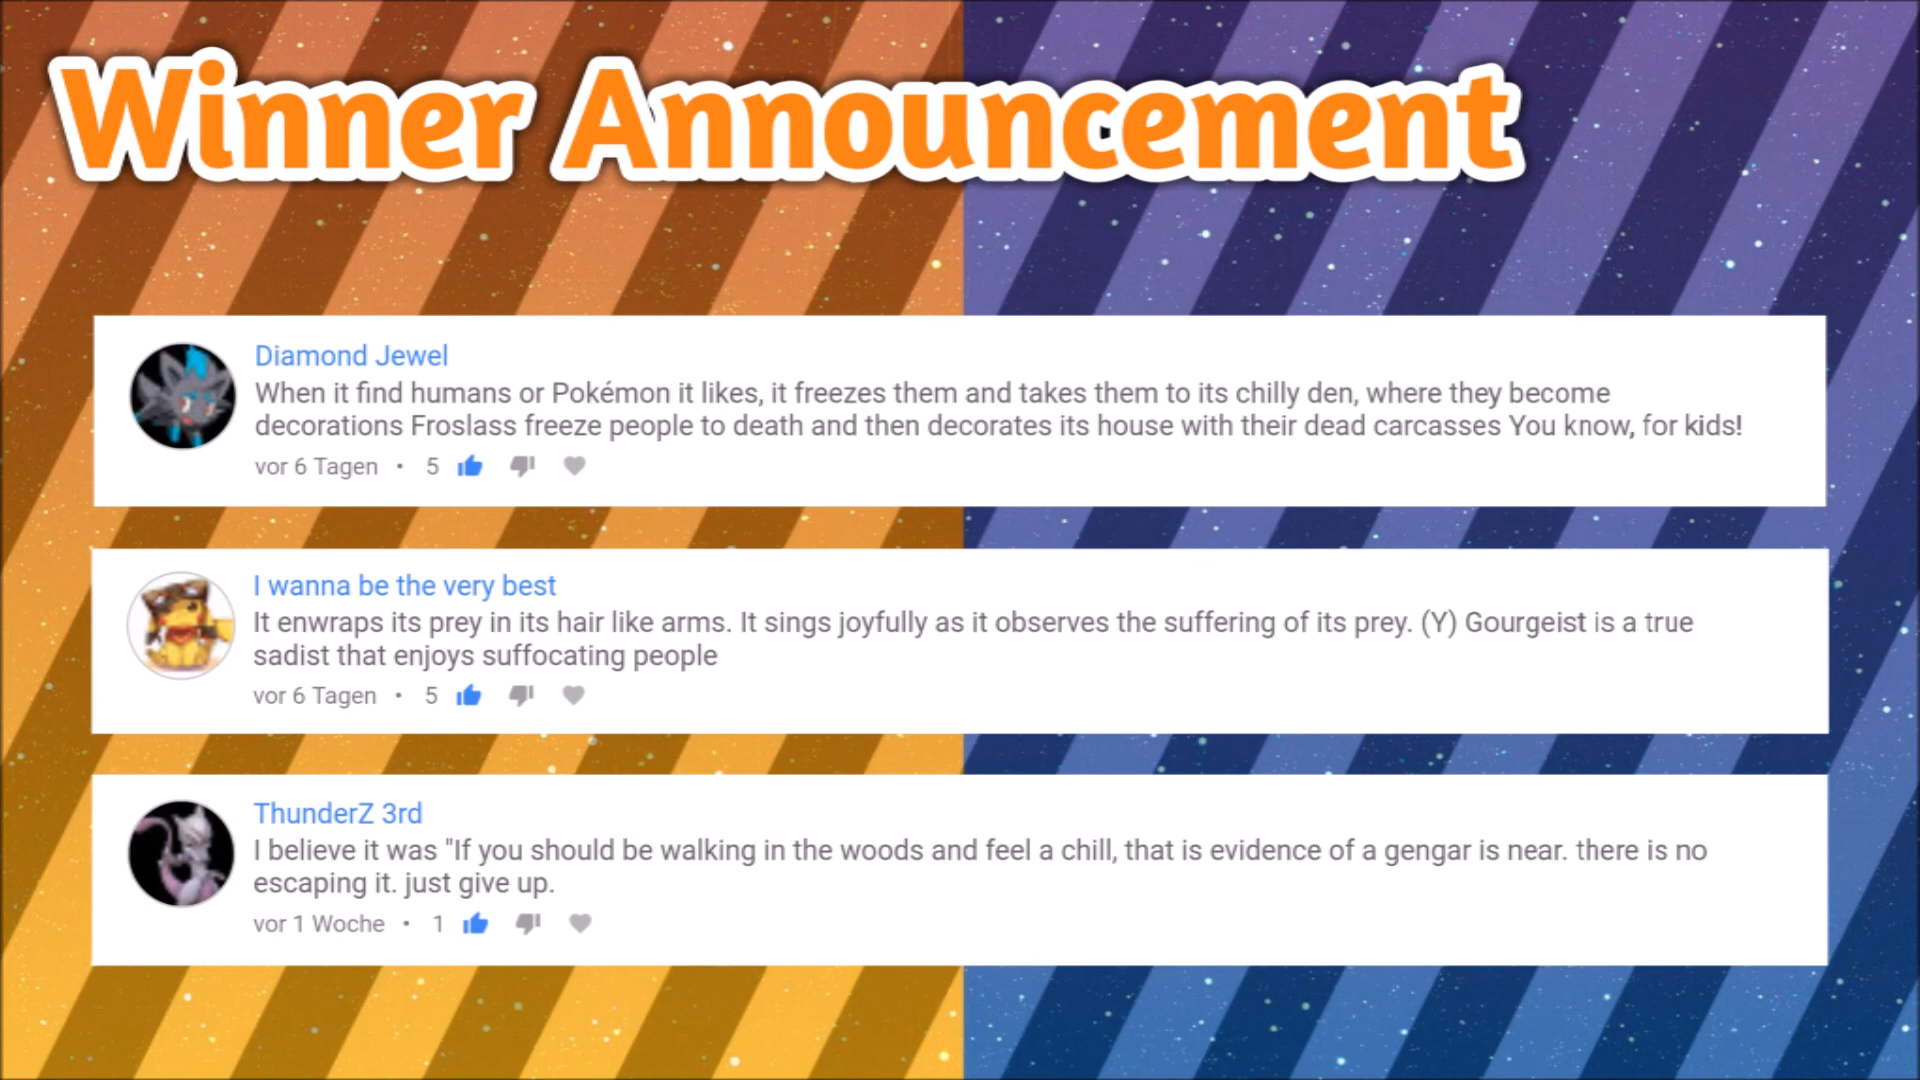 Winner Announcement
Diamond Jewel
When it find humans or Pokémon it likes, it freezes them and takes them to its chilly den, where they become
decorations Froslass freeze people to death and then decorates its house with their dead carcasses You know, for kids!
vor 6 Tagen • 5
I wanna be the very best
It enwraps its prey in its hair like arms. It sings joyfully as it observes the suffering of its prey. (Y) Gourgeist is a true
sadist that enjoys suffocating people
vor 6 Tagen • 5
ThunderZ 3rd
I believe it was "If you should be walking in the woods and feel a chill, that is evidence of a gengar is near. there is no
escaping it. just give up.
vor 1 Woche • 1